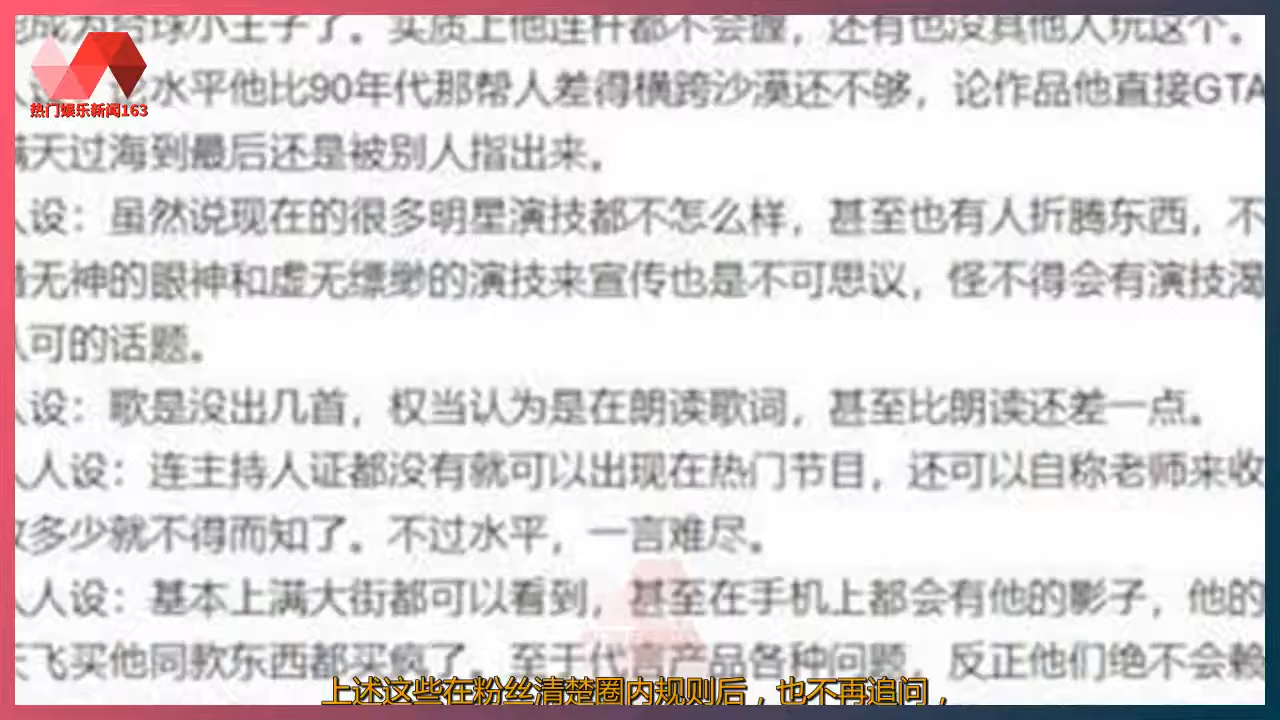 成为台球小王子了。实质上他连杆都不会握，还有也没其他人玩这个。
水平他比90年代那帮人差得横跨沙漠还不够，论作品他直接GTA
热门娱乐新闻163
天过海到最后还是被别人指出来。
人设：虽然说现在的很多明星演技都不怎么样，甚至也有人折腾东西，不
无神的眼神和虚无缥缈的演技来宣传也是不可思议，怪不得会有演技渴
认可的话题。
人设：歌是没出几首，权当认为是在朗读歌词，甚至比朗读还差一点。
人人设：连主持人证都没有就可以出现在热门节目，还可以自称老师来收
收多少就不得而知了。不过水平，一言难尽。
人人设：基本上满大街都可以看到，甚至在手机上都会有他的影子，他的
天飞买他同款东西都买疯了。至于代言产品各种问题，反正他们绝不会赖
上述这些在粉丝清楚圈内规则后，也不再追问，